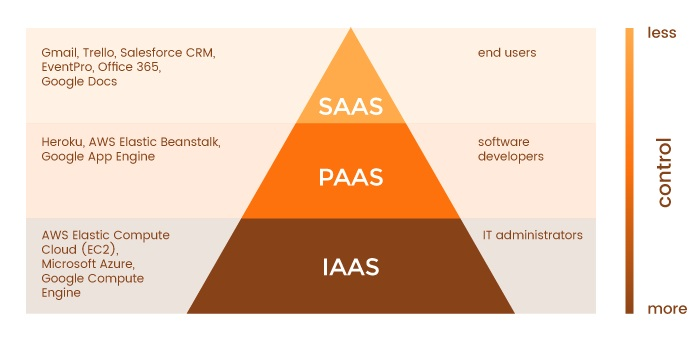 Gmail, Trello, Salesforce CRM,
EventPro, Office 365,
Google Docs
SAAS
end users
Heroku, AWS Elastic Beanstalk,
Google App Engine
PAAS
software
developers
AWS Elastic Compute
Cloud (EC2),
Microsoft Azure,
Google Compute
Engine
IAAS
IT administrators
less
control
more